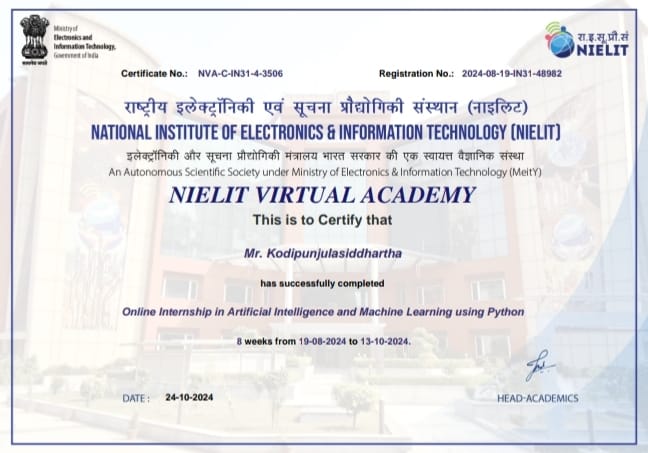 Ministry of
Electronics and
Information Technology,
Government of India
रा.इ.सू.प्रौ.सं
NIELIT
Certificate No.: NVA-C-IN31-4-3506
Registration No.: 2024-08-19-IN31-48982
राष्ट्रीय इलेक्ट्रॉनिकी एवं सूचना प्रौद्योगिकी संस्थान (नाइलिट)
NATIONAL INSTITUTE OF ELECTRONICS & INFORMATION TECHNOLOGY (NIELIT)
इलेक्ट्रॉनिकी और सूचना प्रौद्योगिकी मंत्रालय भारत सरकार की एक स्वायत्त वैज्ञानिक संस्था
An Autonomous Scientific Society under Ministry of Electronics & Information Technology (MeitY)
NIELIT VIRTUAL ACADEMY
This is to Certify that
Mr. Kodipunjulasiddhartha
has successfully completed
Online Internship in Artificial Intelligence and Machine Learning using Python
8 weeks from 19-08-2024 to 13-10-2024.
DATE : 24-10-2024
HEAD-ACADEMICS